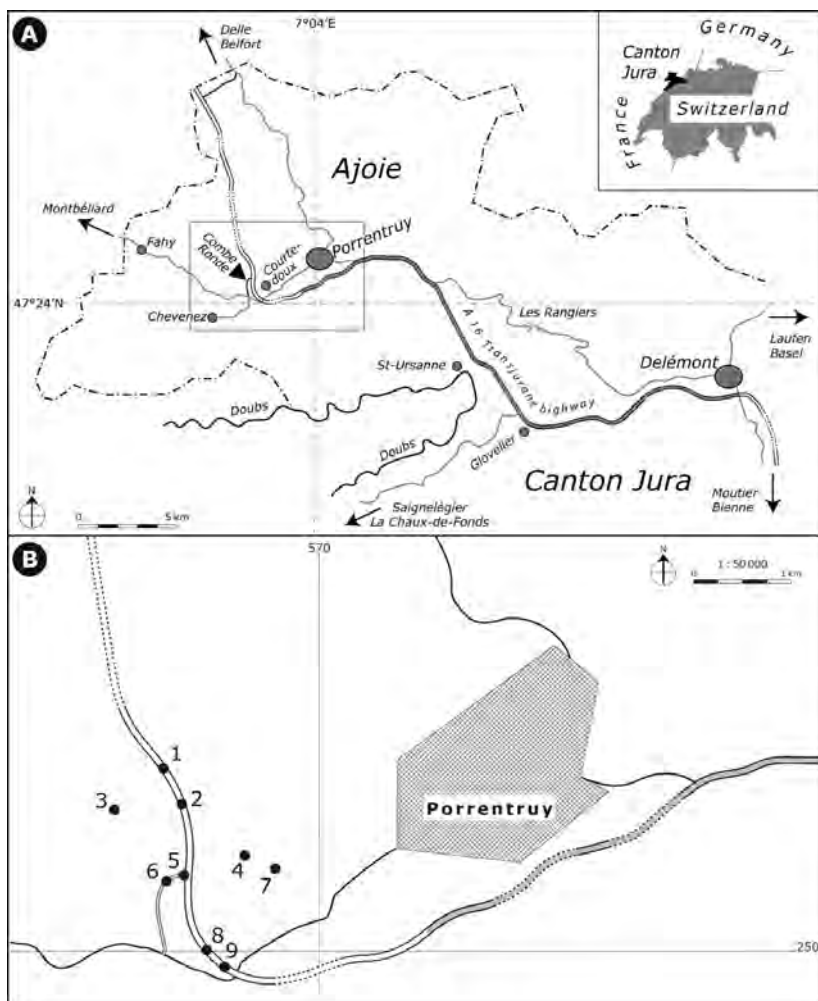 A
7°04′E
Delle
Belfort
Germany
Canton
Jura
Switzerland
France
Ajoie
Montbéliard
Fahy
Combe
Ronde
Courte-
doux
Porrentruy
47°24′N
Chevenez
Les Rangiers
A 16 Transjurane highway
Laufen
Basel
St-Ursanne
Delémont
Doubs
Doubs
Glovelier
Canton Jura
Moutier
Bienne
Saignelégier
La Chaux-de-Fonds
N
0 5 km
B
570
N
1:50 000
0 1 km
1
2
3
4
5
6
7
Porrentruy
8
9
250